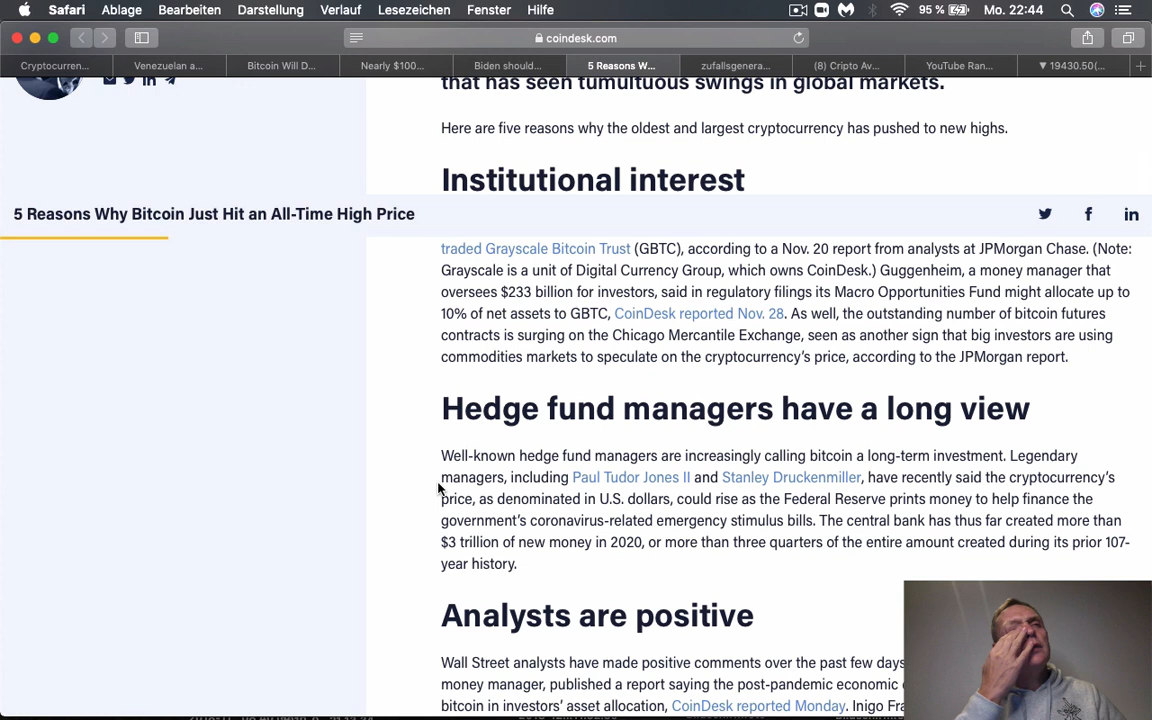 Safari Ablage Bearbeiten Darstellung Verlauf Lesezeichen Fenster Hilfe 95 % Mo. 22:44
coindesk.com
Cryptocurren... Venezuelan a... Bitcoin Will D... Nearly $100... Biden should... 5 Reasons W... zufallsgenera... (8) Cripto Av... YouTube Ran... ▼ 19430.50(...
that has seen tumultuous swings in global markets.
Here are five reasons why the oldest and largest cryptocurrency has pushed to new highs.
Institutional interest
5 Reasons Why Bitcoin Just Hit an All-Time High Price
traded Grayscale Bitcoin Trust (GBTC), according to a Nov. 20 report from analysts at JPMorgan Chase. (Note:
Grayscale is a unit of Digital Currency Group, which owns CoinDesk.) Guggenheim, a money manager that
oversees $233 billion for investors, said in regulatory filings its Macro Opportunities Fund might allocate up to
10% of net assets to GBTC, CoinDesk reported Nov. 28. As well, the outstanding number of bitcoin futures
contracts is surging on the Chicago Mercantile Exchange, seen as another sign that big investors are using
commodities markets to speculate on the cryptocurrency's price, according to the JPMorgan report.
Hedge fund managers have a long view
Well-known hedge fund managers are increasingly calling bitcoin a long-term investment. Legendary
managers, including Paul Tudor Jones II and Stanley Druckenmiller, have recently said the cryptocurrency's
price, as denominated in U.S. dollars, could rise as the Federal Reserve prints money to help finance the
government's coronavirus-related emergency stimulus bills. The central bank has thus far created more than
$3 trillion of new money in 2020, or more than three quarters of the entire amount created during its prior 107-
year history.
Analysts are positive
Wall Street analysts have made positive comments over the past few days
money manager, published a report saying the post-pandemic economic
bitcoin in investors' asset allocation, CoinDesk reported Monday. Inigo Fra